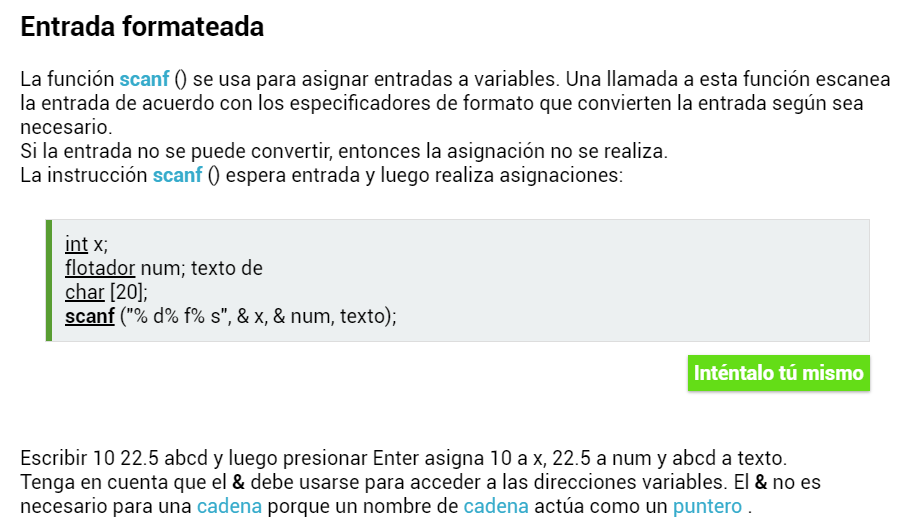 Entrada formateada
La función scanf () se usa para asignar entradas a variables. Una llamada a esta función escanea
la entrada de acuerdo con los especificadores de formato que convierten la entrada según sea
necesario.
Si la entrada no se puede convertir, entonces la asignación no se realiza.
La instrucción scanf () espera entrada y luego realiza asignaciones:
int x;
flotador num; texto de
char [20];
scanf ("% d% f% s", & x, & num, texto);
Inténtalo tú mismo
Escribir 10 22.5 abcd y luego presionar Enter asigna 10 a x, 22.5 a num y abcd a texto.
Tenga en cuenta que el & debe usarse para acceder a las direcciones variables. El & no es
necesario para una cadena porque un nombre de cadena actúa como un puntero .